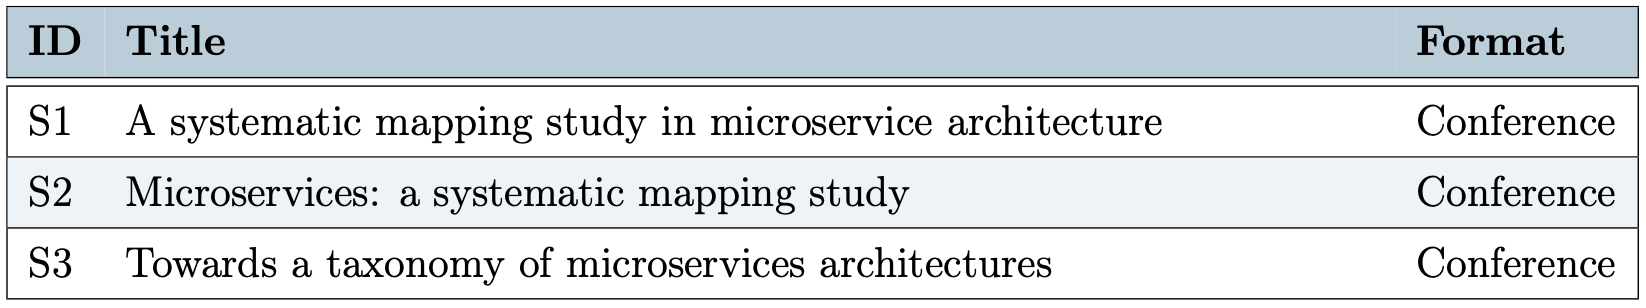 ID Title Format
S1 A systematic mapping study in microservice architecture Conference
S2 Microservices: a systematic mapping study Conference
S3 Towards a taxonomy of microservices architectures Conference